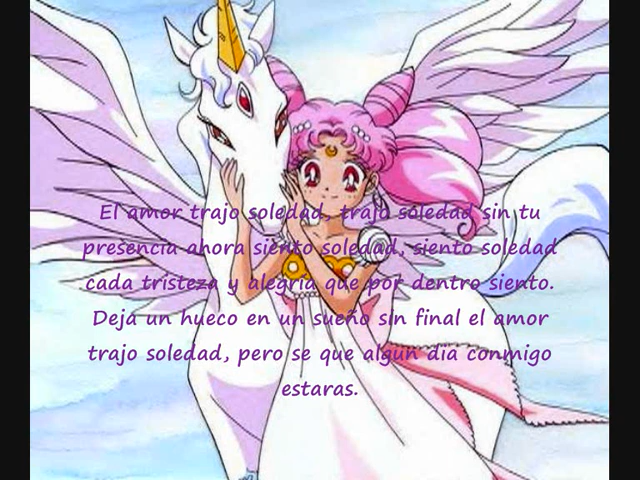 El amor trajo soledad, trajo soledad sin tu
presencia ahora siento soledad, siento soledad
cada tristeza y alegria que por dentro siento.
Deja un hueco en un sueño sin final el amor
trajo soledad, pero se que algun dia conmigo
estaras.